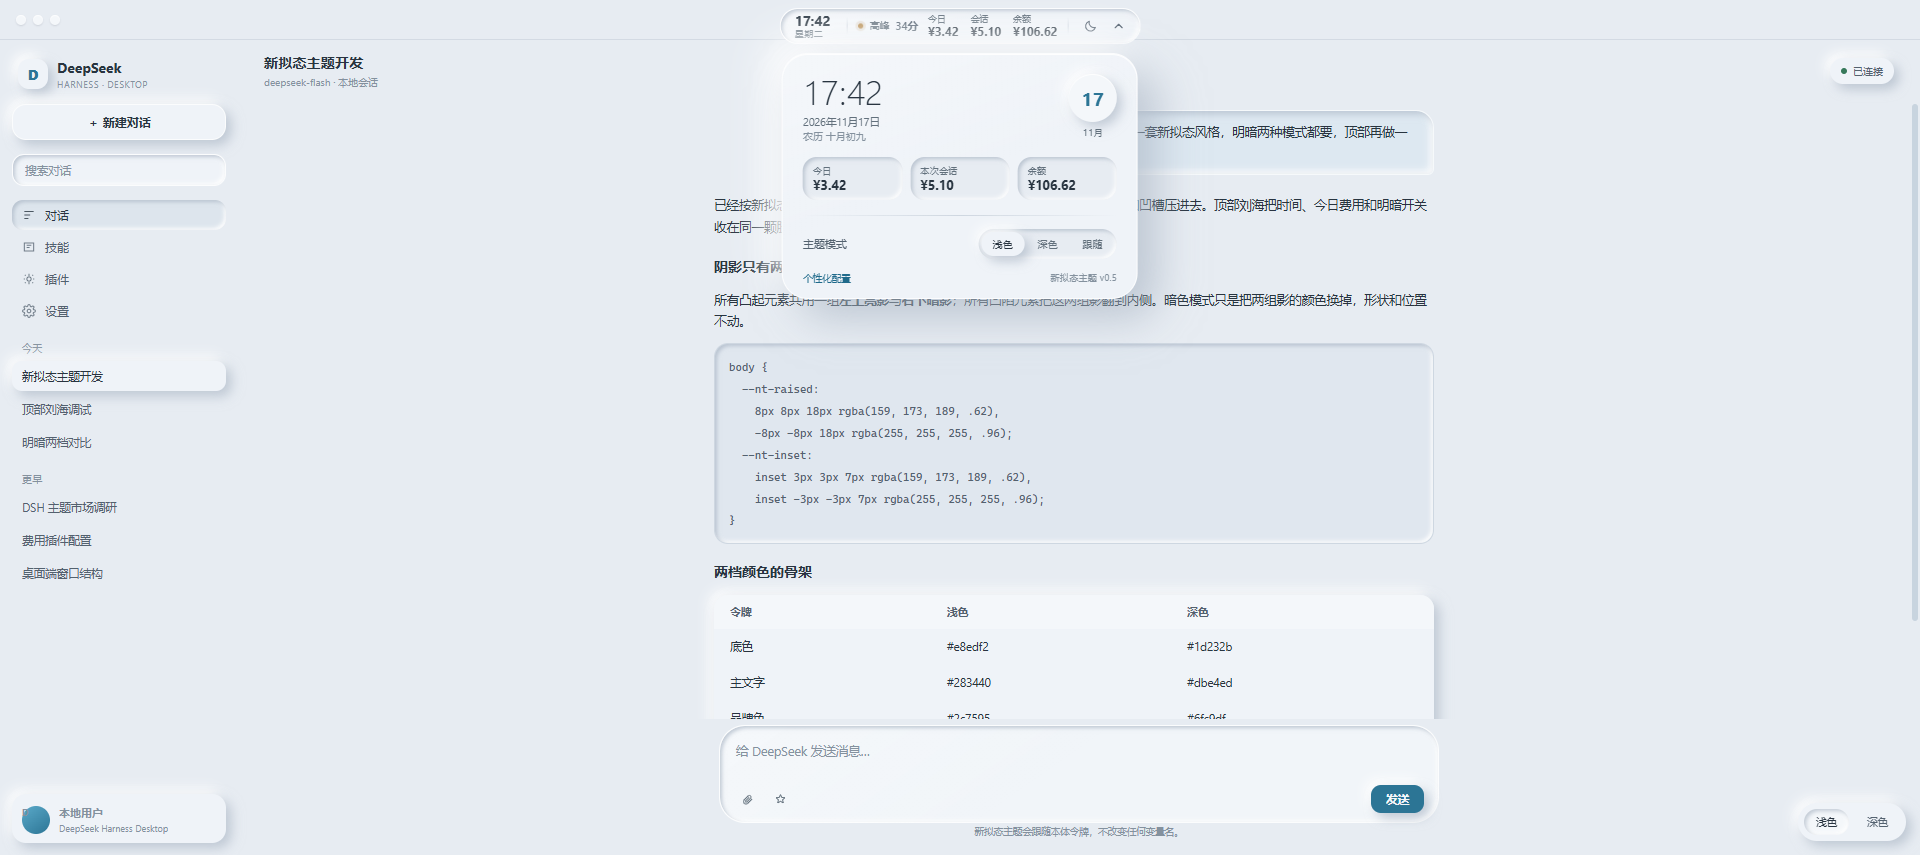 17:42
星期二
高峰 34分
今日
¥3.42
会话
¥5.10
余额
¥106.62
D
DeepSeek
HARNESS · DESKTOP
+ 新建对话
搜索对话
对话
技能
插件
设置
今天
新拟态主题开发
顶部刘海调试
明暗两档对比
更早
DSH 主题市场调研
费用插件配置
桌面端窗口结构
本地用户
DeepSeek Harness Desktop
新拟态主题开发
deepseek-flash · 本地会话
已连接
17:42
2026年11月17日
农历 十月初九
17
11月
今日
¥3.42
本次会话
¥5.10
余额
¥106.62
主题模式
浅色
深色
跟随
个性化配置
新拟态主题 v0.5
一套新拟态风格，明暗两种模式都要，顶部再做一
已经按新拟态
凹槽压进去。顶部刘海把时间、今日费用和明暗开关
收在同一颗
阴影只有两
所有凸起元素共用一组左上亮影与右下暗影；所有凹陷元素把这两组影翻到内侧。暗色模式只是把两组影的颜色换掉，形状和位置
不动。
body {
--nt-raised:
8px 8px 18px rgba(159, 173, 189, .62),
-8px -8px 18px rgba(255, 255, 255, .96);
--nt-inset:
inset 3px 3px 7px rgba(159, 173, 189, .62),
inset -3px -3px 7px rgba(255, 255, 255, .96);
}
两档颜色的骨架
令牌 浅色 深色
底色 #e8edf2 #1d232b
主文字 #283440 #dbe4ed
品牌色 #2c7595 #6fc9df
给 DeepSeek 发送消息...
发送
新拟态主题会跟随本体令牌，不改变任何变量名。
浅色
深色